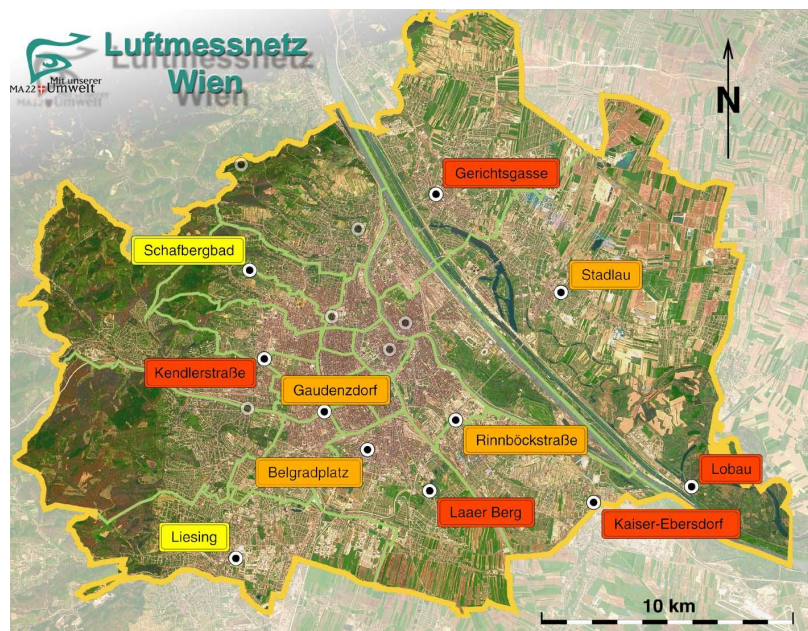 Luftmessnetz
Wien
Mit unserer
MA22 Umwelt
N
Gerichtsgasse
Schafbergbad
Stadlau
Kendlerstraße
Gaudenzdorf
Rinnböckstraße
Belgradplatz
Lobau
Laaer Berg
Kaiser-Ebersdorf
Liesing
10 km